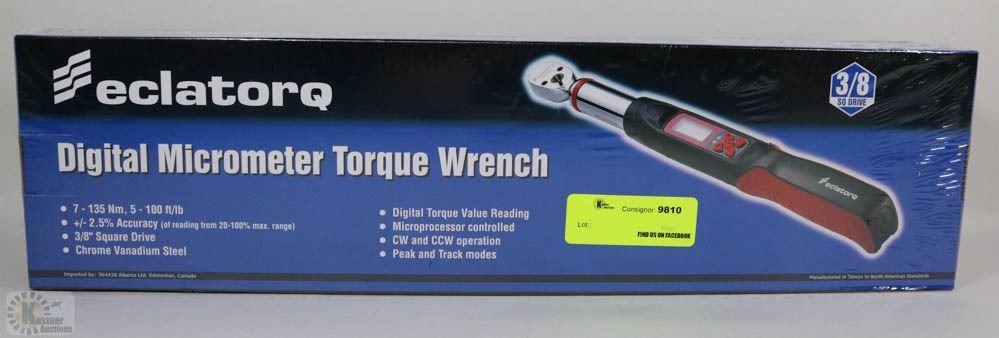 eclatorq
3/8
SQ DRIVE
Digital Micrometer Torque Wrench
• 7 - 135 Nm, 5 - 100 ft/lb
• +/- 2.5% Accuracy (of reading from 20-100% max. range)
• 3/8" Square Drive
• Chrome Vanadium Steel
• Digital Torque Value Reading
• Microprocessor controlled
• CW and CCW operation
• Peak and Track modes
eclatorq
Consignor: 9810
Lot:
FIND US ON FACEBOOK
Imported by: 564438 Alberta Ltd. Edmonton, Canada
Manufactured in Taiwan to North American Standards
Kastner
Auctions